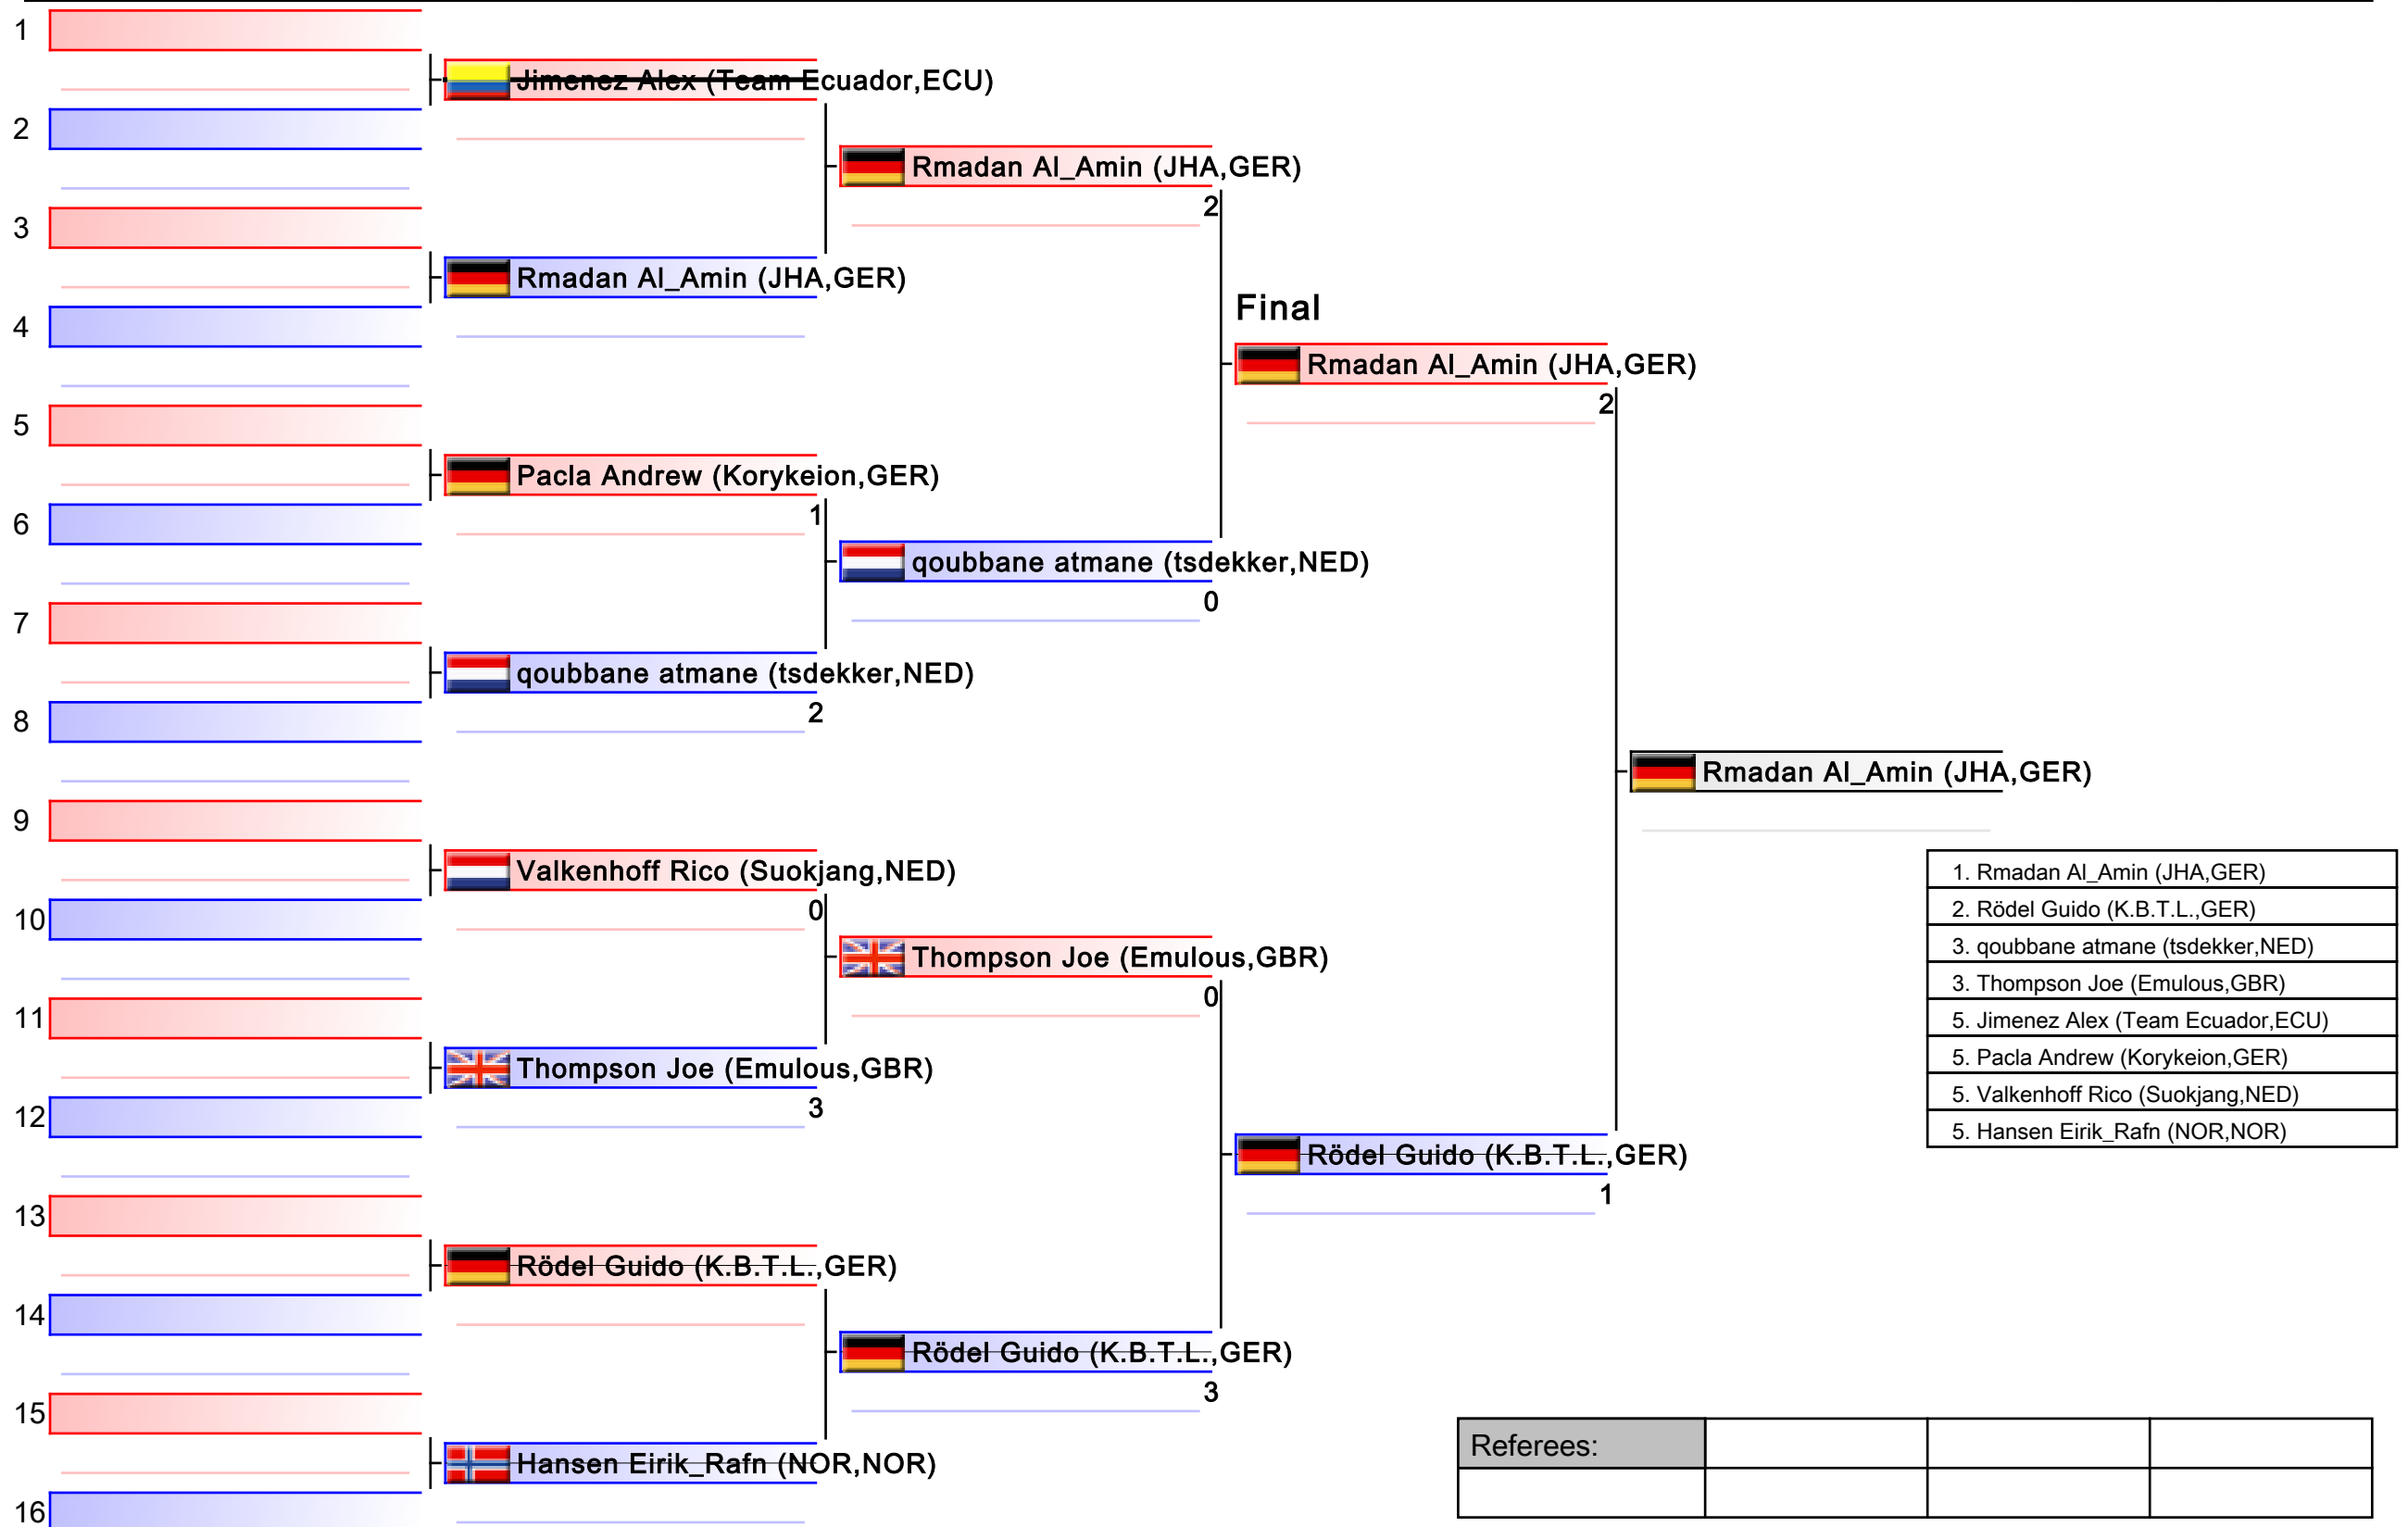 1
Jimenez Alex (Team Ecuador,ECU)
2
Rmadan Al_Amin (JHA,GER)
2
3
Rmadan Al_Amin (JHA,GER)
4
Final
Rmadan Al_Amin (JHA,GER)
2
5
Pacla Andrew (Korykeion,GER)
1
6
qoubbane atmane (tsdekker,NED)
0
7
qoubbane atmane (tsdekker,NED)
2
8
Rmadan Al_Amin (JHA,GER)
9
Valkenhoff Rico (Suokjang,NED)
0
10
Thompson Joe (Emulous,GBR)
0
11
Thompson Joe (Emulous,GBR)
3
12
Rödel Guido (K.B.T.L.,GER)
1
13
Rödel Guido (K.B.T.L.,GER)
14
Rödel Guido (K.B.T.L.,GER)
3
15
Hansen Eirik_Rafn (NOR,NOR)
16
1. Rmadan Al_Amin (JHA,GER)
2. Rödel Guido (K.B.T.L.,GER)
3. qoubbane atmane (tsdekker,NED)
3. Thompson Joe (Emulous,GBR)
5. Jimenez Alex (Team Ecuador,ECU)
5. Pacla Andrew (Korykeion,GER)
5. Valkenhoff Rico (Suokjang,NED)
5. Hansen Eirik_Rafn (NOR,NOR)
Referees: